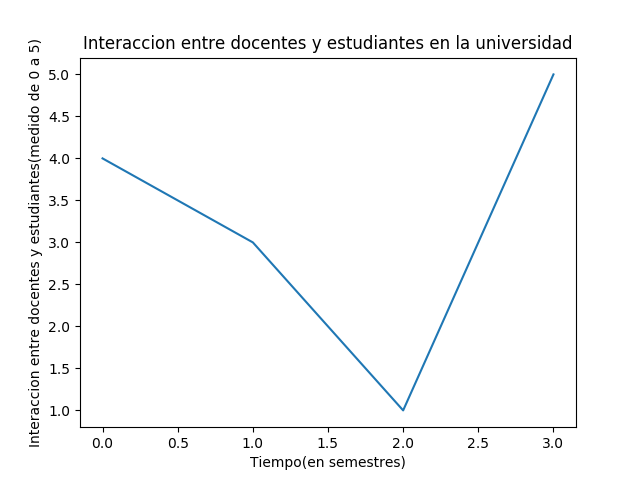 Interaccion entre docentes y estudiantes en la universidad
Interaccion entre docentes y estudiantes(medido de 0 a 5)
5.0
4.5
4.0
3.5
3.0
2.5
2.0
1.5
1.0
0.0 0.5 1.0 1.5 2.0 2.5 3.0
Tiempo(en semestres)